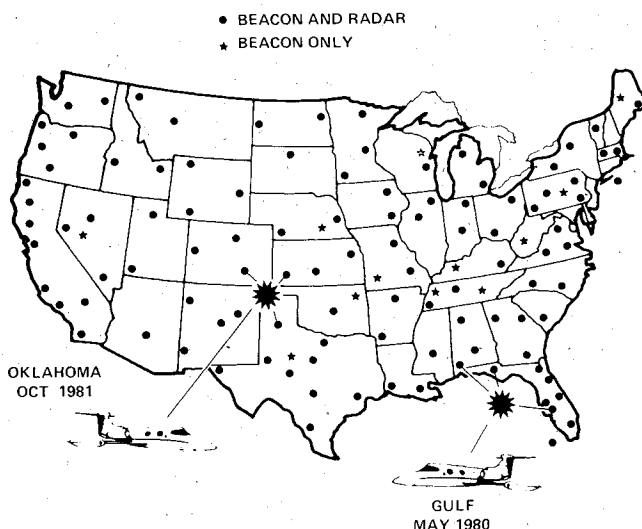 BEACON AND RADAR
BEACON ONLY
OKLAHOMA
OCT 1981
GULF
MAY 1980